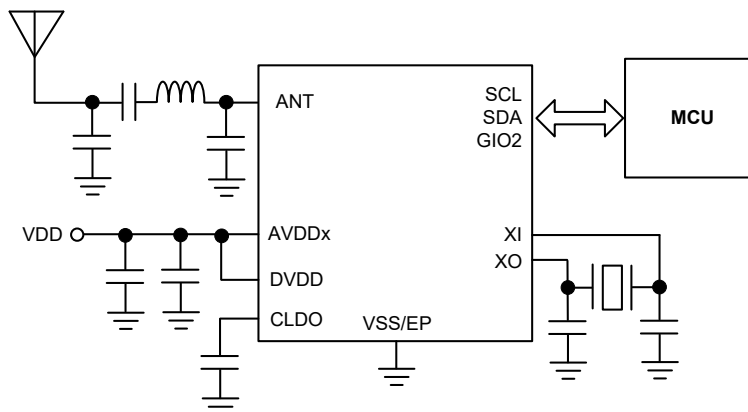 ANT
SCL
SDA
GIO2
MCU
VDD
AVDDx
DVDD
CLDO
VSS/EP
XI
XO